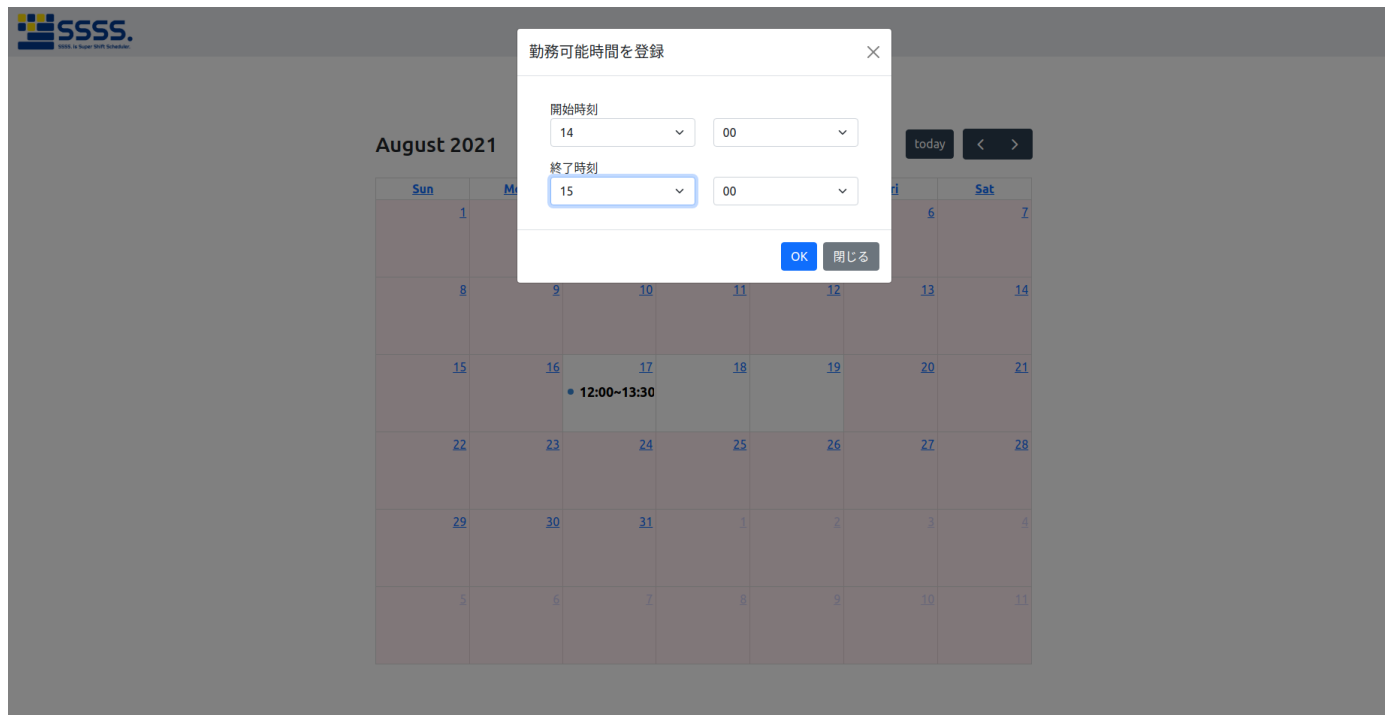 SSSS.
SSSS. is Super Shift Scheduler.
勤務可能時間を登録
開始時刻
14 00
終了時刻
15 00
OK 閉じる
August 2021
today
Sun M ri Sat
1 6 7
8 9 10 11 12 13 14
15 16 17 18 19 20 21
12:00~13:30
22 23 24 25 26 27 28
29 30 31 1 2 3 4
5 6 7 8 9 10 11